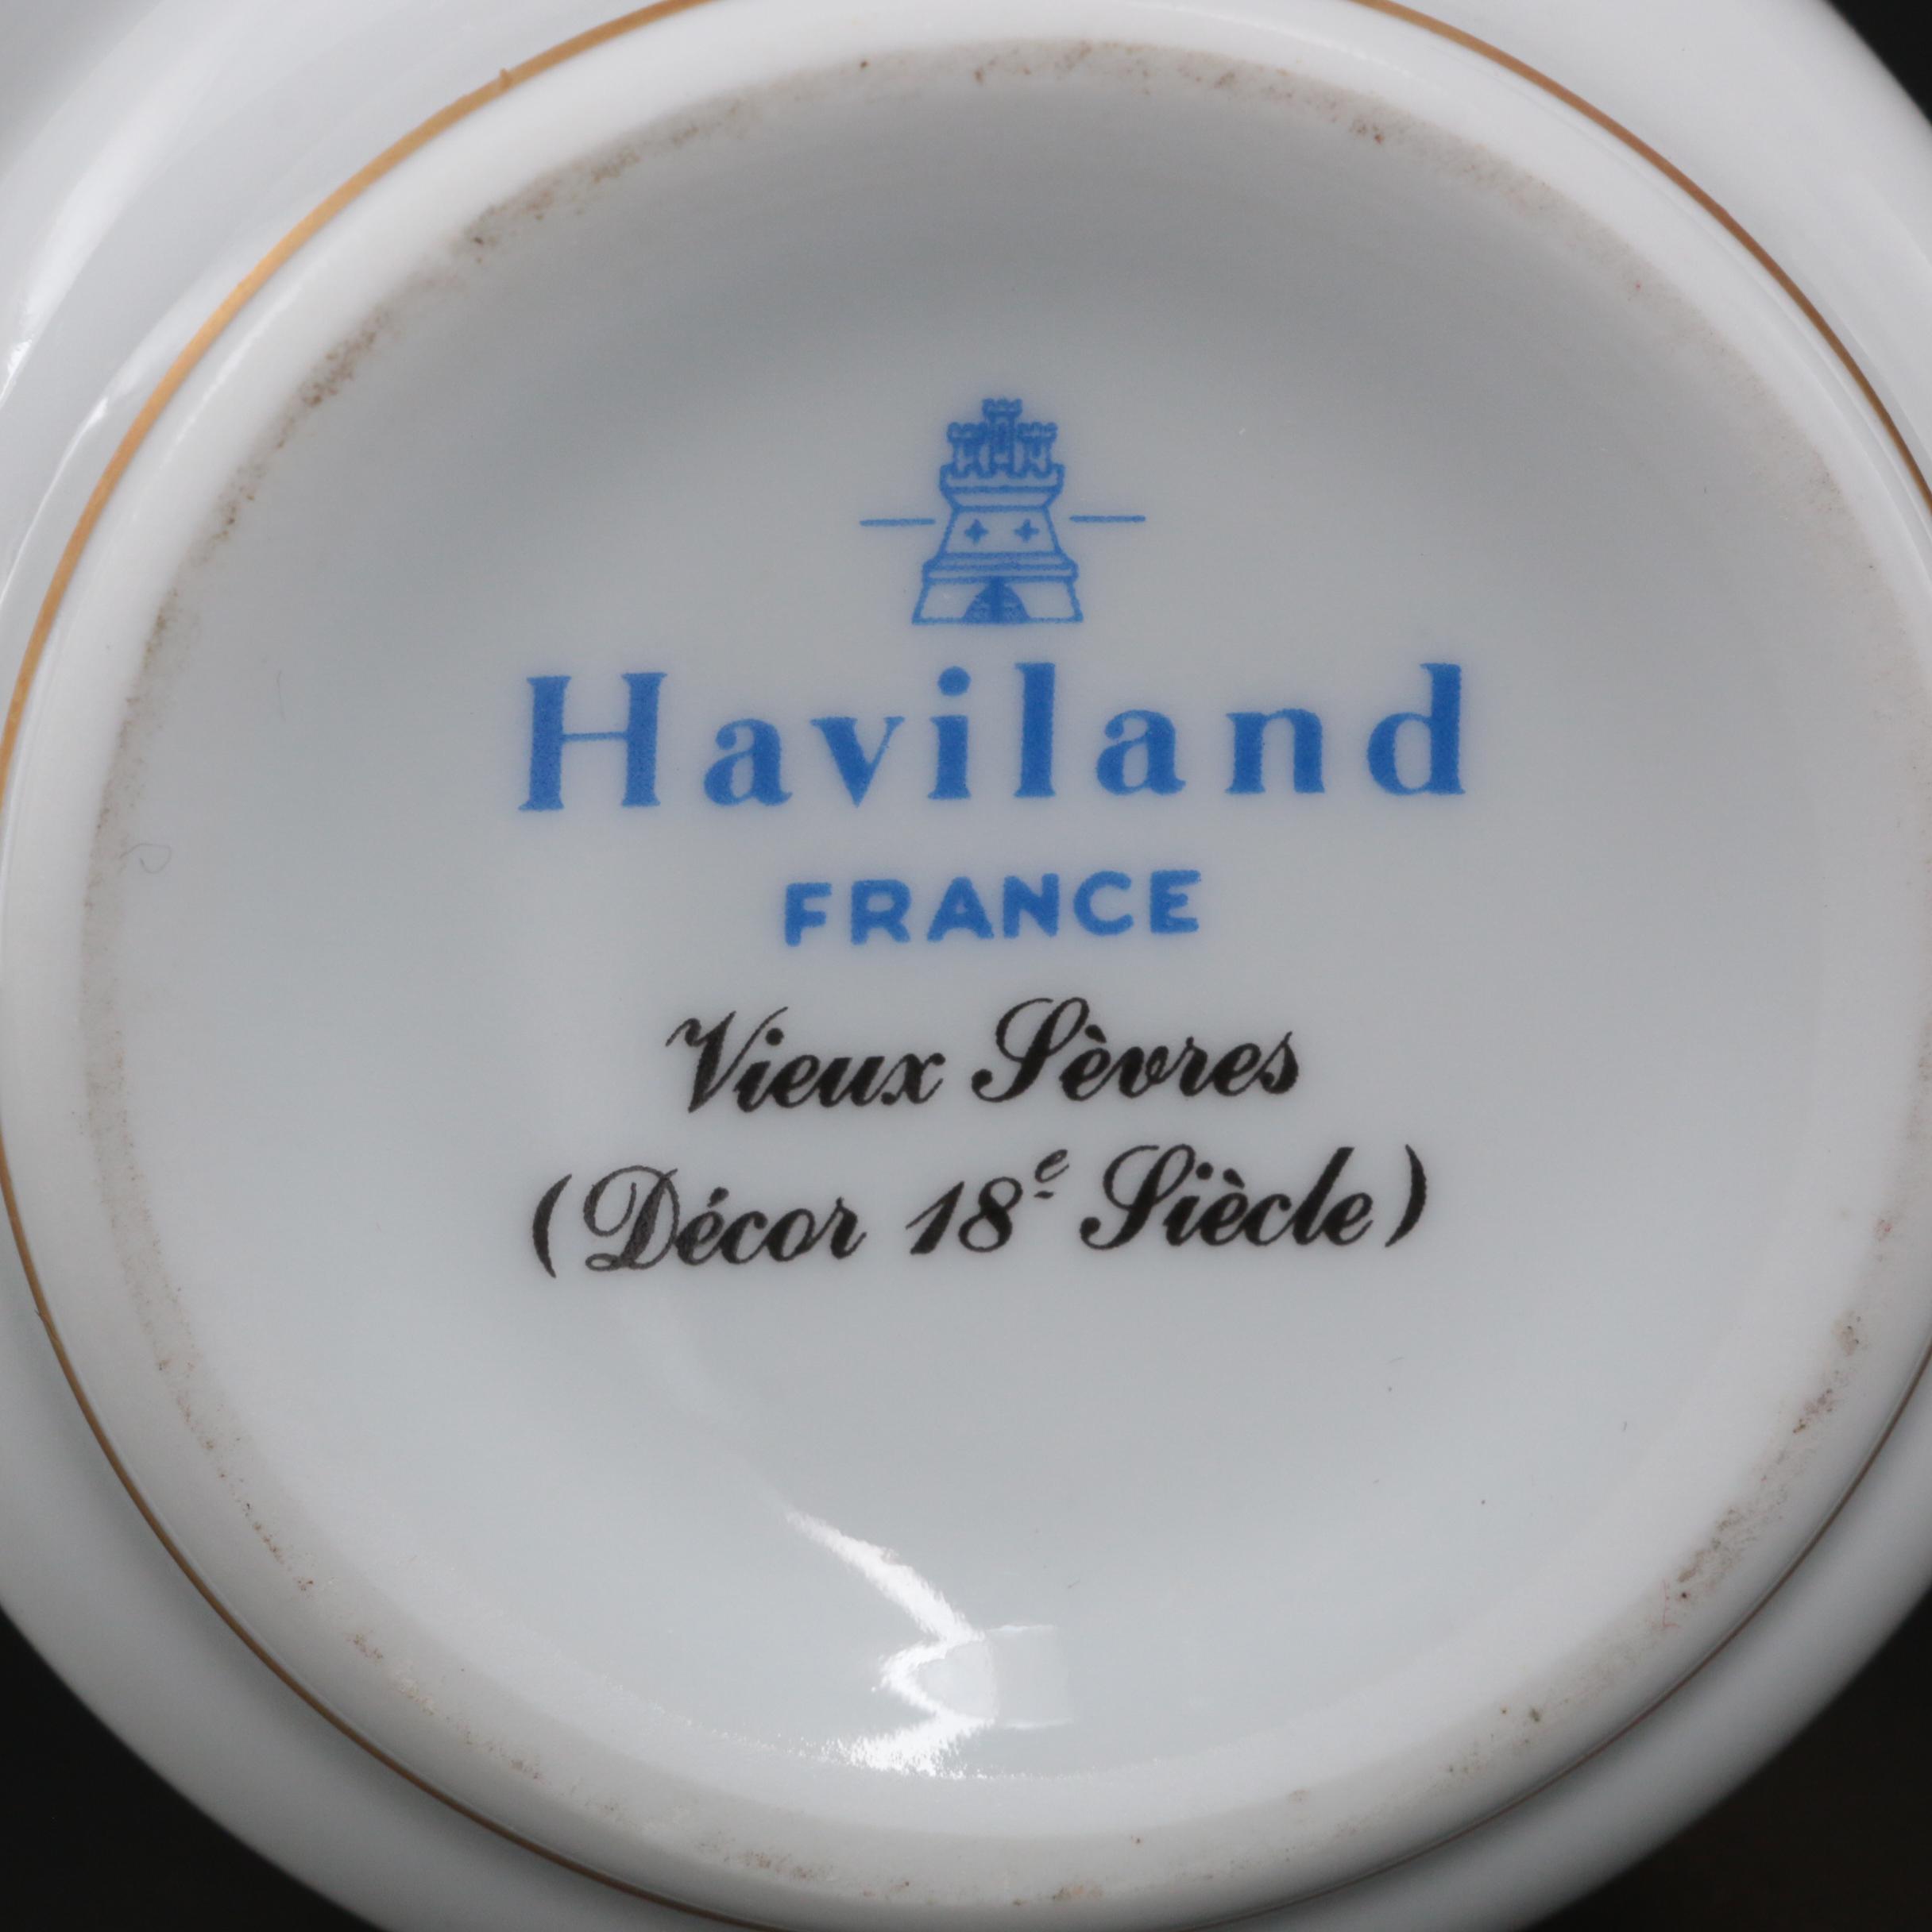 Haviland
FRANCE
Vieux Sèvres
(Décor 18e Siècle)